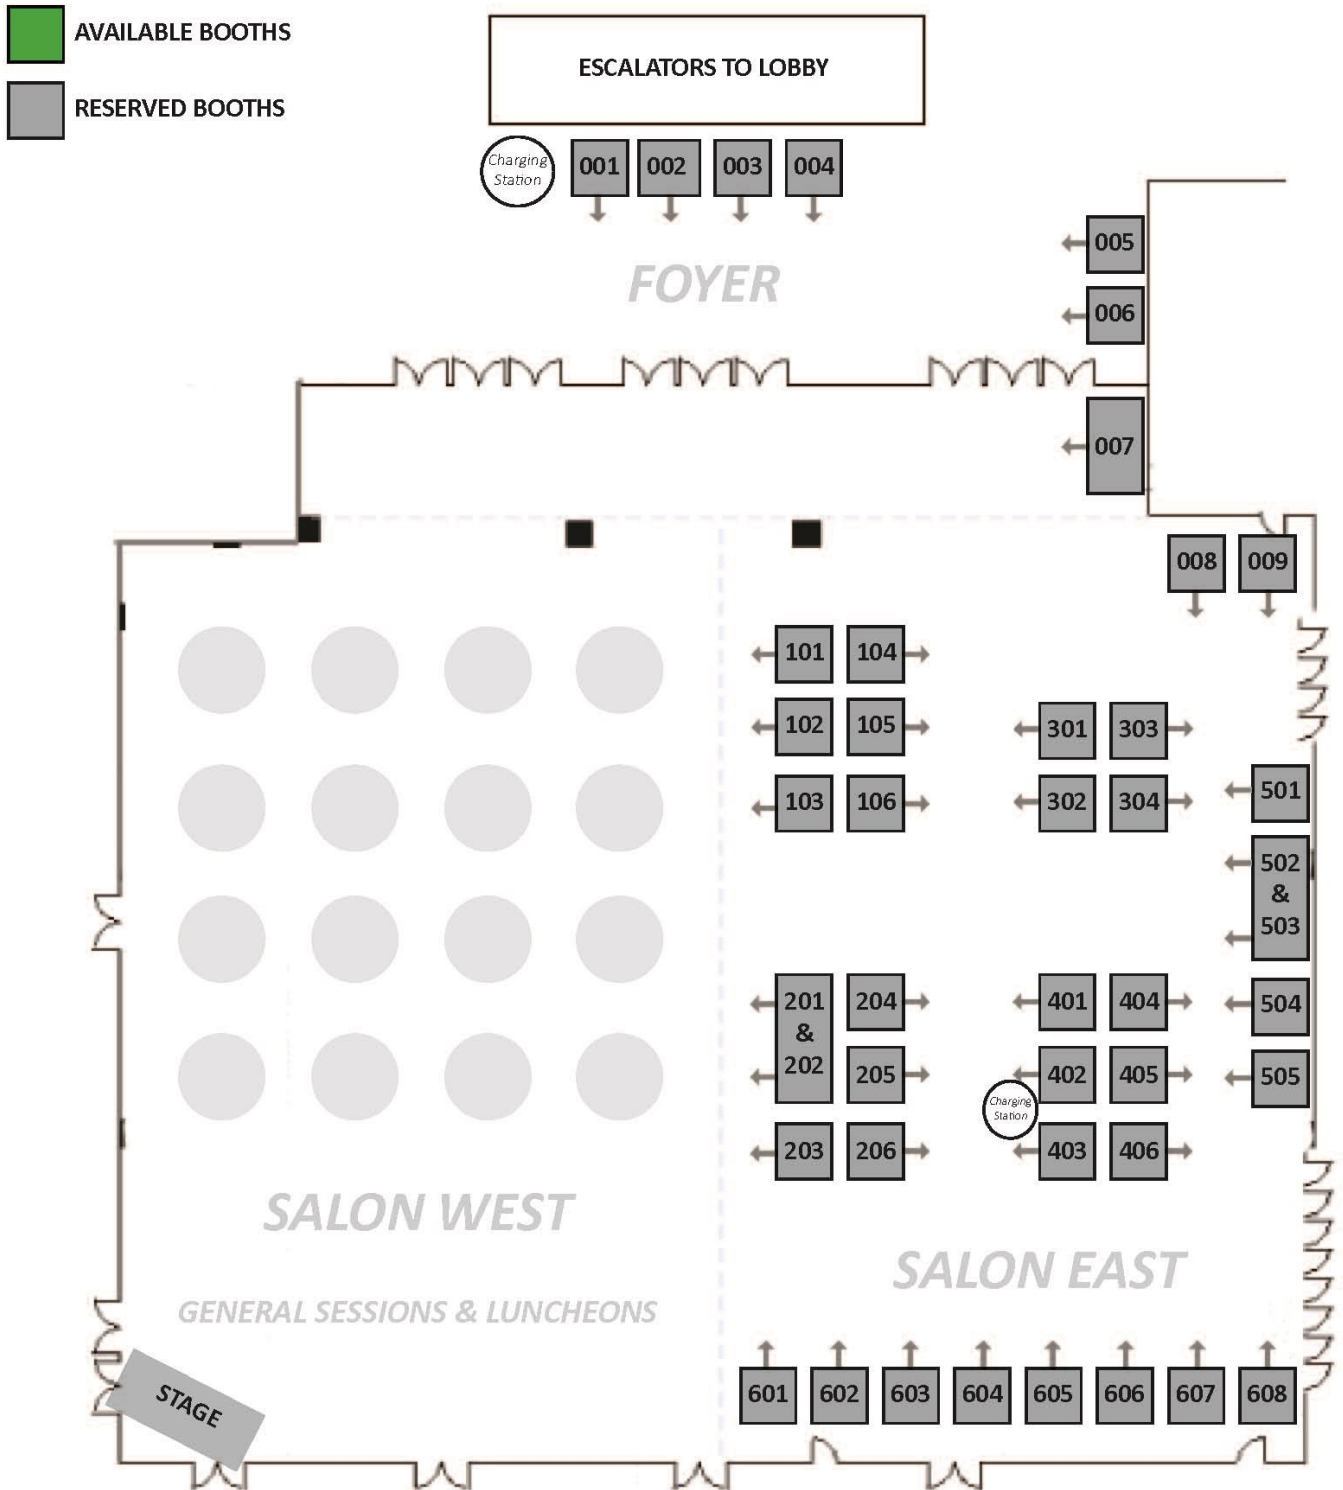 AVAILABLE BOOTHS
RESERVED BOOTHS
ESCALATORS TO LOBBY
Charging
Station
001 002 003 004
005
FOYER
006
007
008 009
101 104
102 105
301 303
103 106
302 304
501
502
&
503
201
&
202
204
401 404
504
205
402 405
505
Charging
Station
203 206
403 406
SALON WEST
SALON EAST
GENERAL SESSIONS & LUNCHEONS
STAGE
601 602 603 604 605 606 607 608